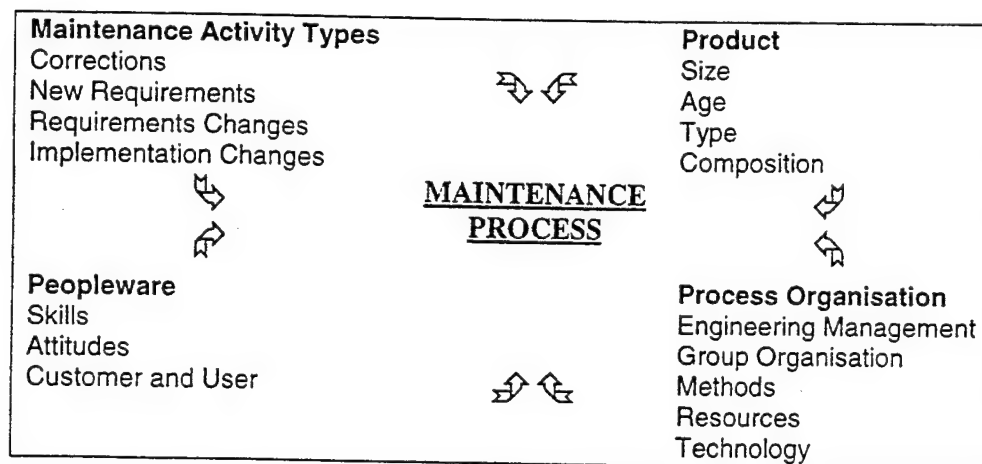 Maintenance Activity Types
Corrections
New Requirements
Requirements Changes
Implementation Changes
Product
Size
Age
Type
Composition
MAINTENANCE
PROCESS
Peopleware
Skills
Attitudes
Customer and User
Process Organisation
Engineering Management
Group Organisation
Methods
Resources
Technology